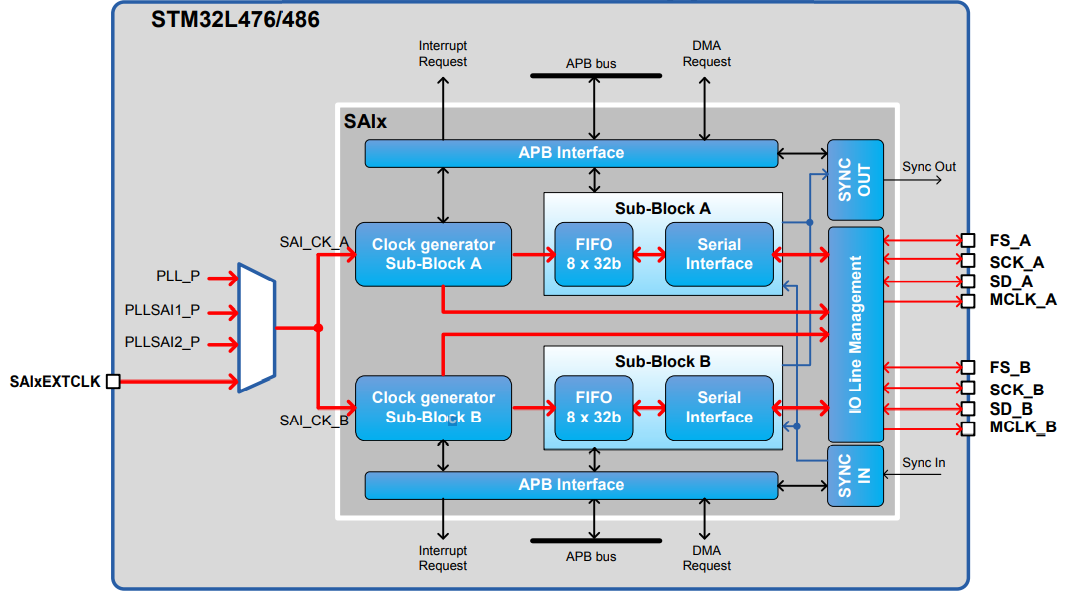 STM32L476/486
Interrupt
Request
APB bus
DMA
Request
SAIx
APB Interface
SYNC
OUT
Sync Out
Sub-Block A
SAI_CK_A
Clock generator
Sub-Block A
FIFO
8 x 32b
Serial
Interface
IO Line Management
FS_A
SCK_A
SD_A
MCLK_A
PLL_P
PLLSAI1_P
PLLSAI2_P
SAIxEXTCLK
Sub-Block B
SAI_CK_B
Clock generator
Sub-Block B
FIFO
8 x 32b
Serial
Interface
FS_B
SCK_B
SD_B
MCLK_B
SYNC
IN
Sync In
APB Interface
Interrupt
Request
APB bus
DMA
Request